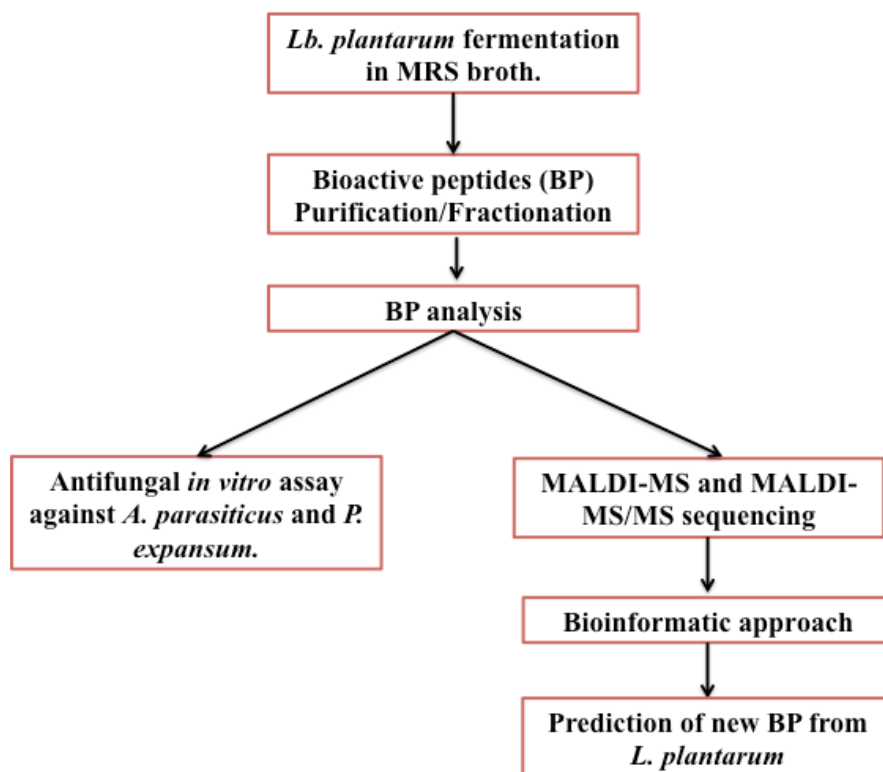 Lb. plantarum fermentation
in MRS broth.
Bioactive peptides (BP)
Purification/Fractionation
BP analysis
Antifungal in vitro assay
against A. parasiticus and P.
expansum.
MALDI-MS and MALDI-
MS/MS sequencing
Bioinformatic approach
Prediction of new BP from
L. plantarum